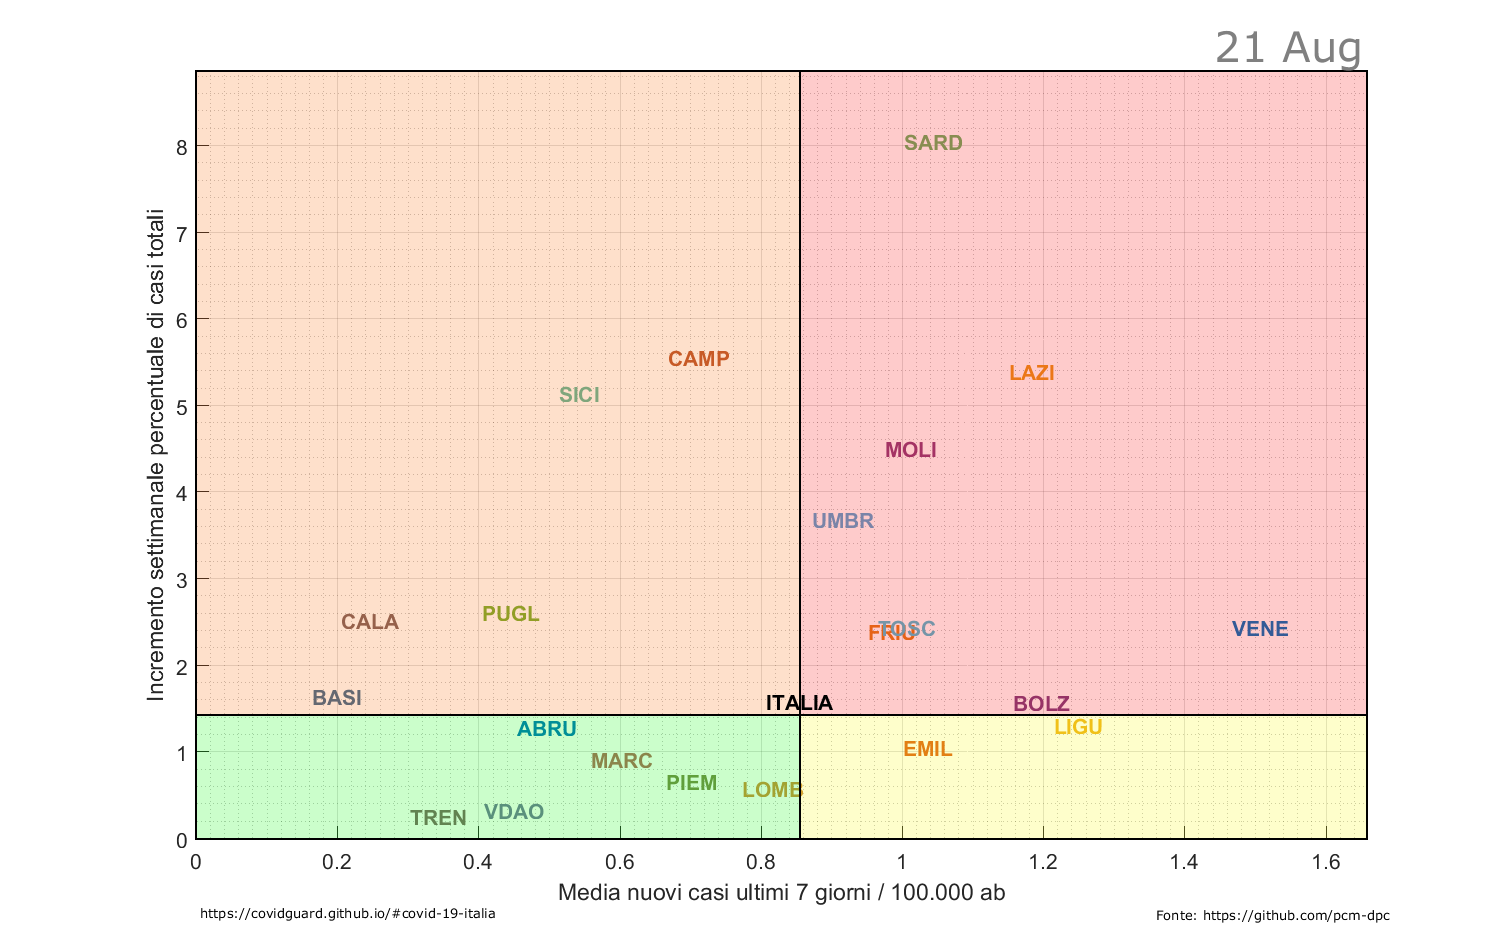 21 Aug
Incremento settimanale percentuale di casi totali
8
7
6
5
4
3
2
1
0
SARD
CAMP
LAZI
SICI
MOLI
UMBR
PUGL
CALA
TOSC
FRIU
VENE
BASI
ITALIA
BOLZ
LIGU
ABRU
EMIL
MARC
PIEM
LOMB
VDAO
TREN
0 0.2 0.4 0.6 0.8 1 1.2 1.4 1.6
Media nuovi casi ultimi 7 giorni / 100.000 ab
https://covidguard.github.io/#covid-19-italia
Fonte: https://github.com/pcm-dpc